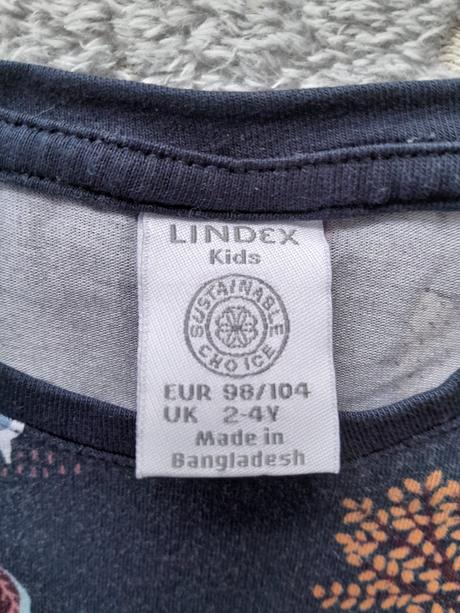 LINDEX
Kids
SUSTAINABLE
CHOICE
EUR 98/104
UK 2-4Y
Made in
Bangladesh